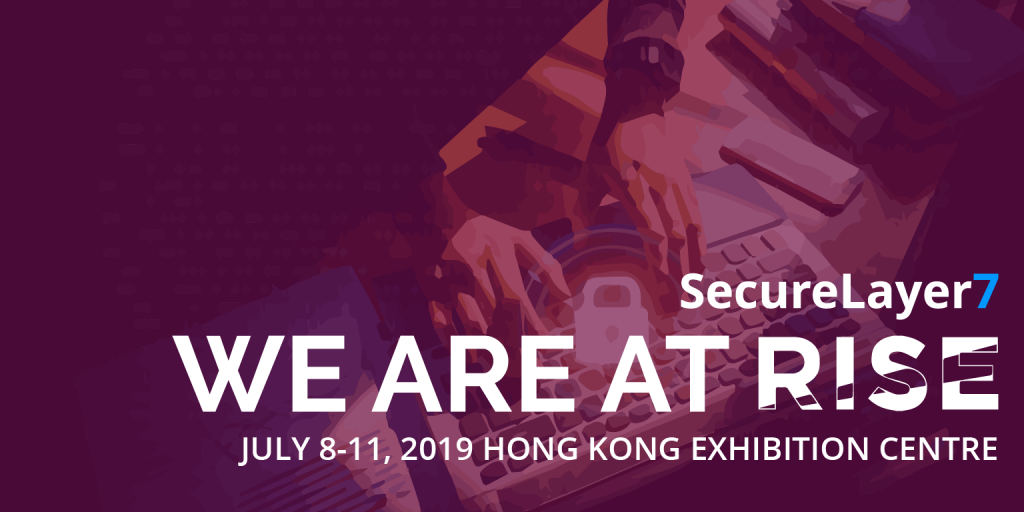 SecureLayer7
WE ARE AT RISE
JULY 8-11, 2019 HONG KONG EXHIBITION CENTRE